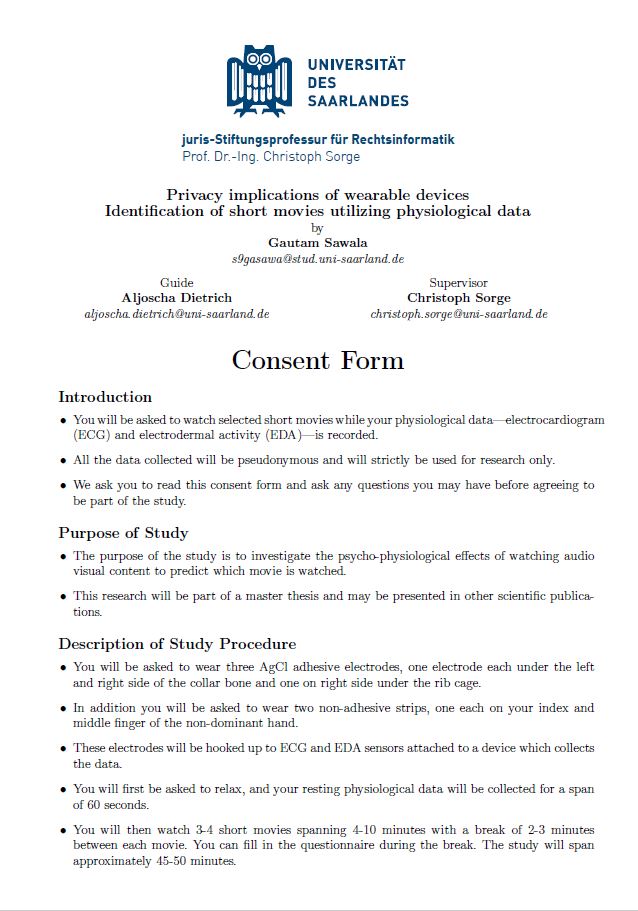 UNIVERSITÄT
DES
SAARLANDES
juris-Stiftungsprofessur für Rechtsinformatik
Prof. Dr.-Ing. Christoph Sorge
Privacy implications of wearable devices
Identification of short movies utilizing physiological data
by
Gautam Sawala
s9gasawa@stud.uni-saarland.de
Guide
Aljoscha Dietrich
aljoscha.dietrich@uni-saarland.de
Supervisor
Christoph Sorge
christoph.sorge@uni-saarland.de
Consent Form
Introduction
• You will be asked to watch selected short movies while your physiological data—electrocardiogram
(ECG) and electrodermal activity (EDA)—is recorded.
• All the data collected will be pseudonymous and will strictly be used for research only.
• We ask you to read this consent form and ask any questions you may have before agreeing to
be part of the study.
Purpose of Study
• The purpose of the study is to investigate the psycho-physiological effects of watching audio
visual content to predict which movie is watched.
• This research will be part of a master thesis and may be presented in other scientific publica-
tions.
Description of Study Procedure
• You will be asked to wear three AgCl adhesive electrodes, one electrode each under the left
and right side of the collar bone and one on right side under the rib cage.
• In addition you will be asked to wear two non-adhesive strips, one each on your index and
middle finger of the non-dominant hand.
• These electrodes will be hooked up to ECG and EDA sensors attached to a device which collects
the data.
• You will first be asked to relax, and your resting physiological data will be collected for a span
of 60 seconds.
• You will then watch 3-4 short movies spanning 4-10 minutes with a break of 2-3 minutes
between each movie. You can fill in the questionnaire during the break. The study will span
approximately 45-50 minutes.